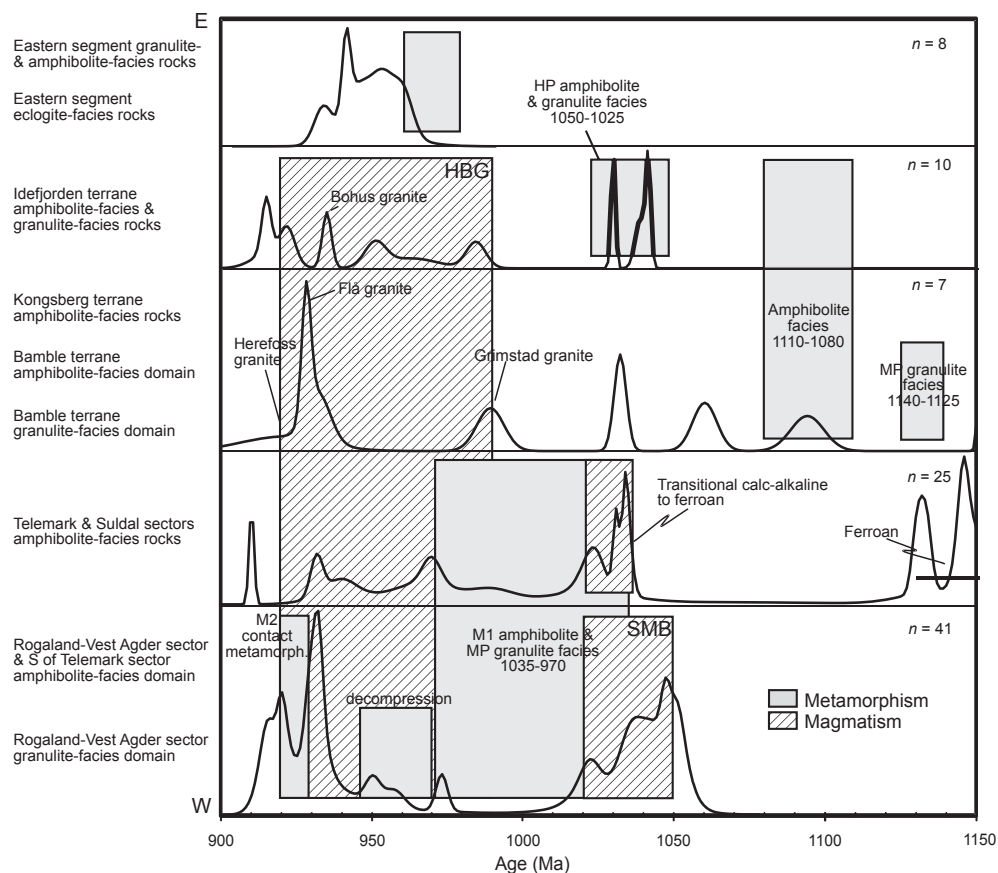 E
Eastern segment granulite-
& amphibolite-facies rocks
Eastern segment
eclogite-facies rocks
n = 8
HP amphibolite
& granulite facies
1050-1025
Idefjorden terrane
amphibolite-facies &
granulite-facies rocks
HBG
Bohus granite
n = 10
Kongsberg terrane
amphibolite-facies rocks
Bamble terrane
amphibolite-facies domain
Bamble terrane
granulite-facies domain
Flå granite
Herefoss
granite
Grimstad granite
Amphibolite
facies
1110-1080
n = 7
MP granulite
facies
1140-1125
Telemark & Suldal sectors
amphibolite-facies rocks
Transitional calc-alkaline
to ferroan
n = 25
Ferroan
Rogaland-Vest Agder sector
& S of Telemark sector
amphibolite-facies domain
Rogaland-Vest Agder sector
granulite-facies domain
M2
contact
metamorph.
decompression
M1 amphibolite &
MP granulite facies
1035-970
SMB
n = 41
Metamorphism
Magmatism
W
900 950 1000 1050 1100 1150
Age (Ma)